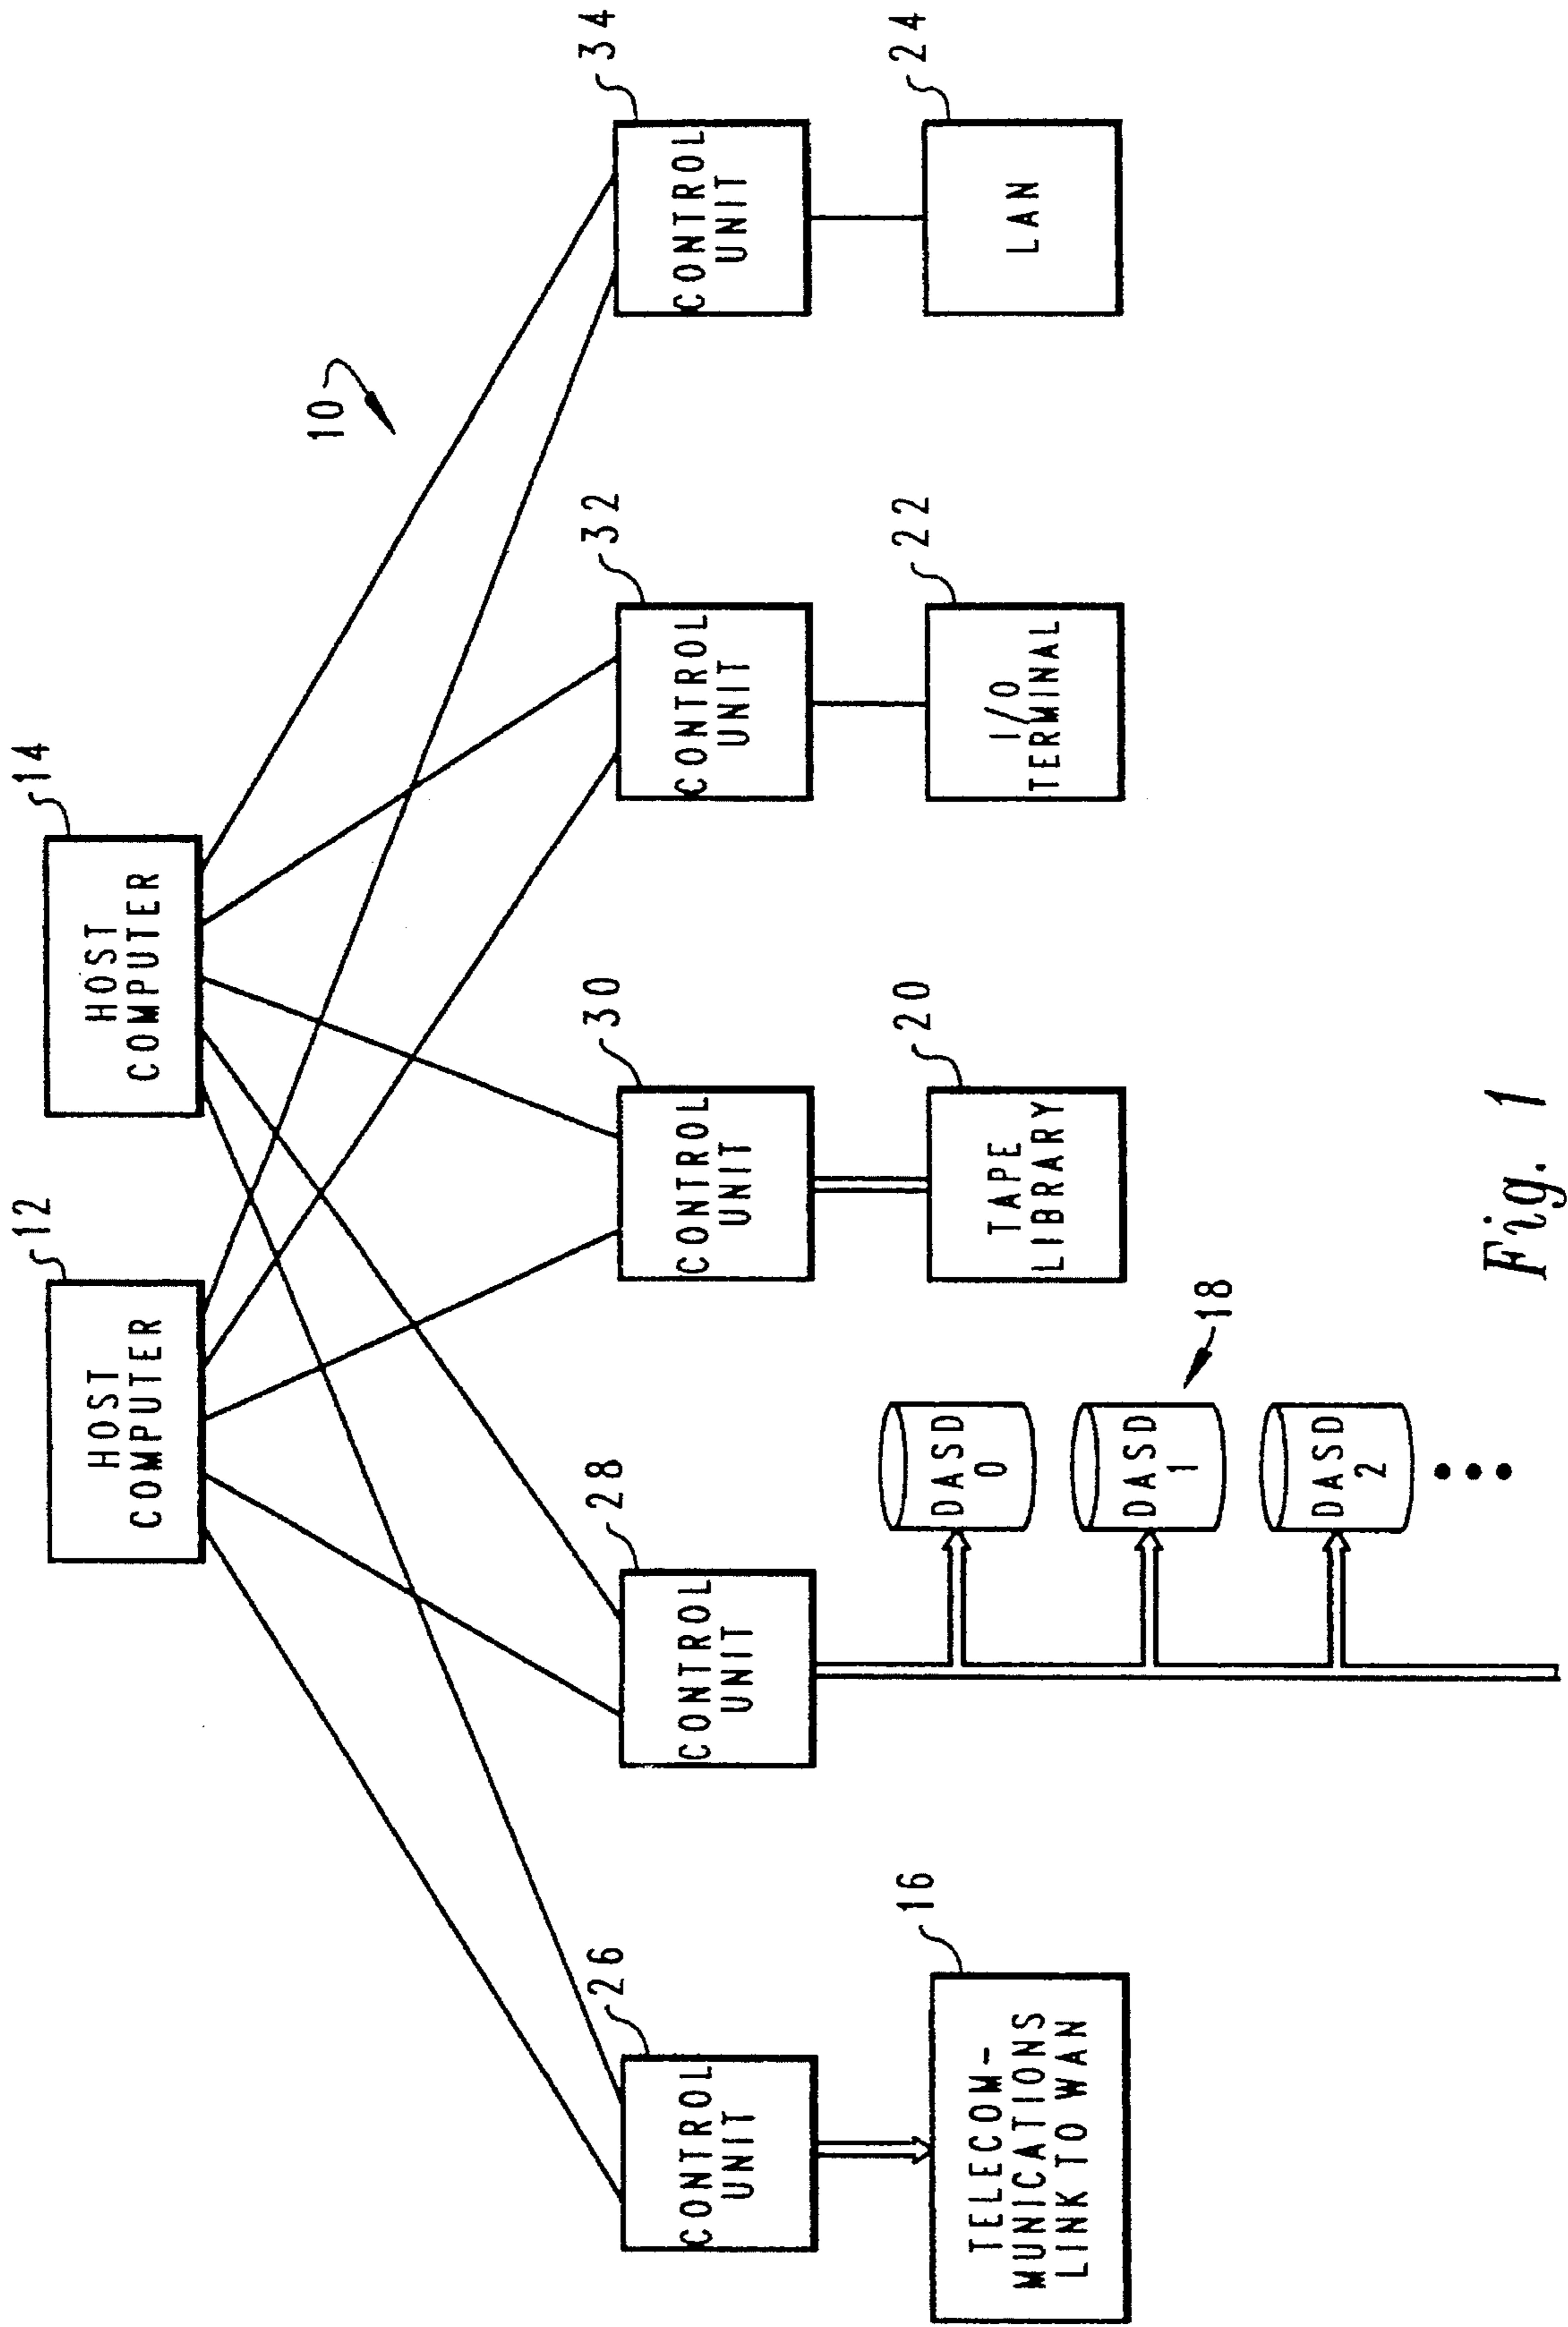 12
HOST
COMPUTER
14
HOST
COMPUTER
10
26
CONTROL
UNIT
28
CONTROL
UNIT
30
CONTROL
UNIT
32
CONTROL
UNIT
34
CONTROL
UNIT
16
TELECOM-
MUNICATIONS
LINK TO WAN
DASD
0
DASD
1
DASD
2
18
20
TAPE
LIBRARY
22
I/O
TERMINAL
24
LAN
Fig. 1